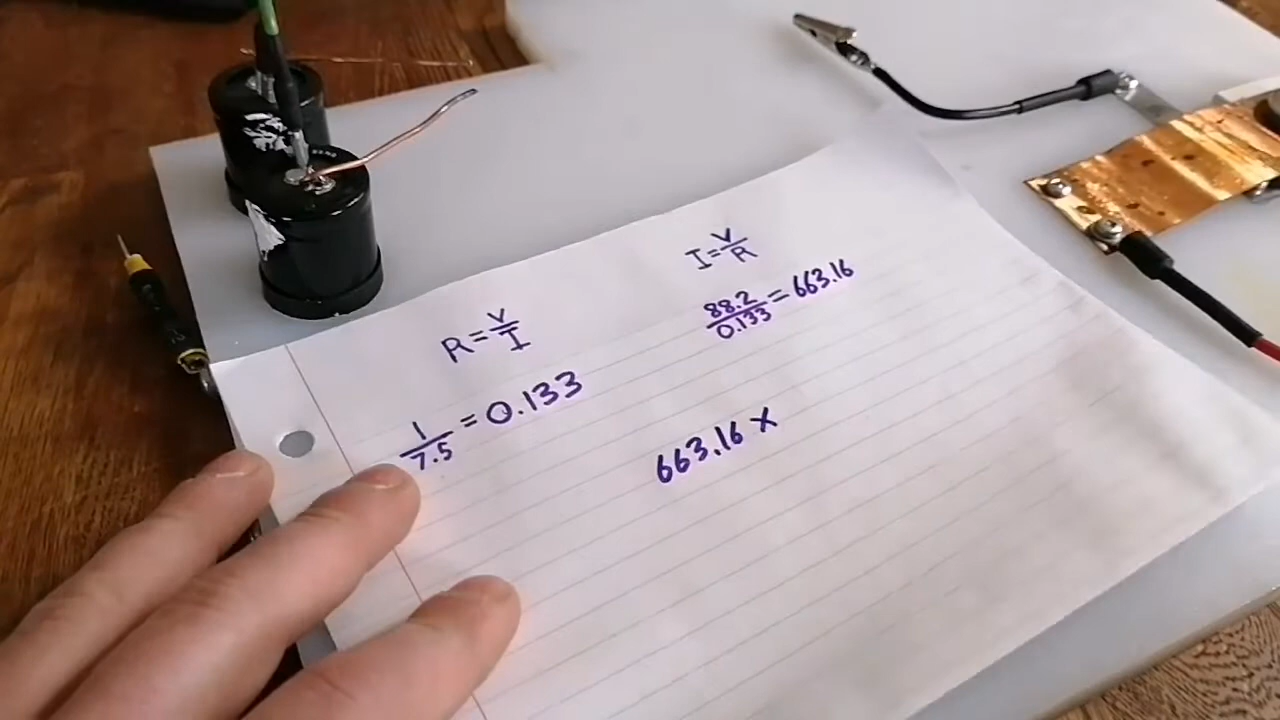 R = V/I
1/7.5 = 0.133
I = V/R
88.2/0.133 = 663.16
663.16 x